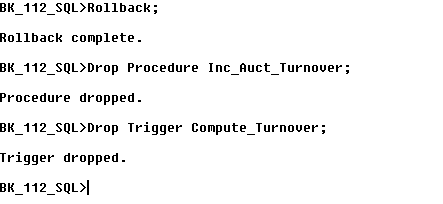 BK_112_SQL>Rollback;
Rollback complete.
BK_112_SQL>Drop Procedure Inc_Auct_Turnover;
Procedure dropped.
BK_112_SQL>Drop Trigger Compute_Turnover;
Trigger dropped.
BK_112_SQL>